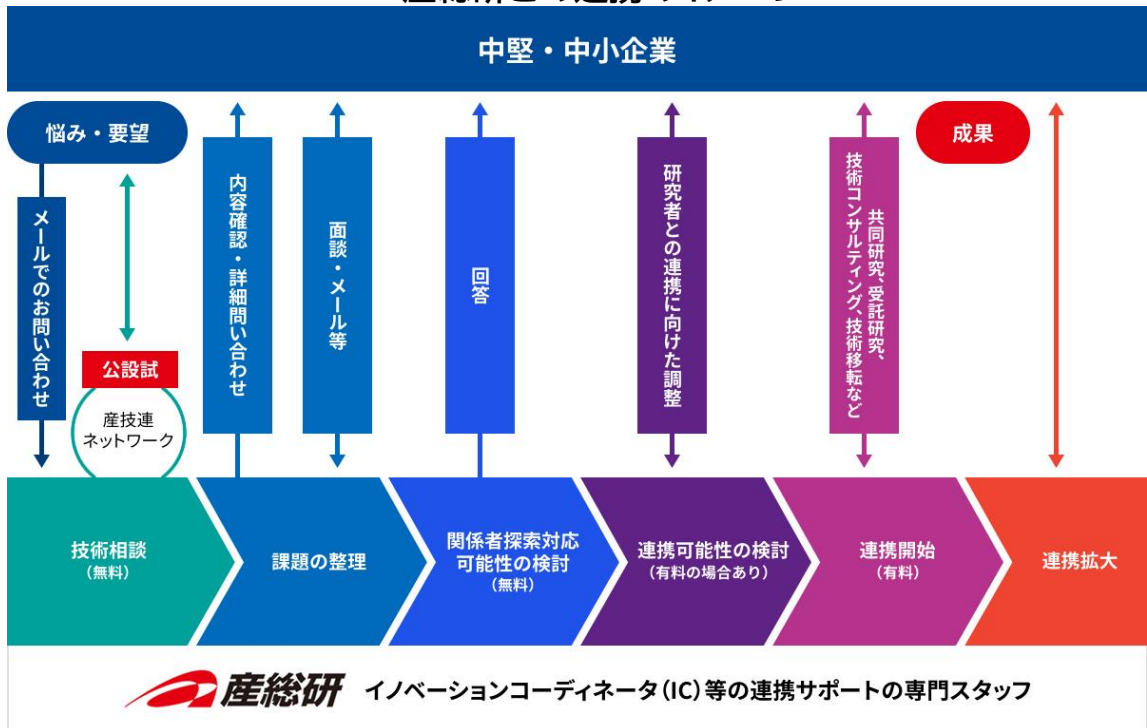 中堅・中小企業
悩み・要望
成果
メールでのお問い合わせ
公設試
産技連
ネットワーク
内容確認・詳細問い合わせ
面談・メール等
回答
研究者との連携に向けた調整
共同研究、受託研究、
技術コンサルティング、技術移転など
技術相談
(無料)
課題の整理
関係者探索対応
可能性の検討
(無料)
連携可能性の検討
(有料の場合あり)
連携開始
(有料)
連携拡大
産総研 イノベーションコーディネータ(IC)等の連携サポートの専門スタッフ